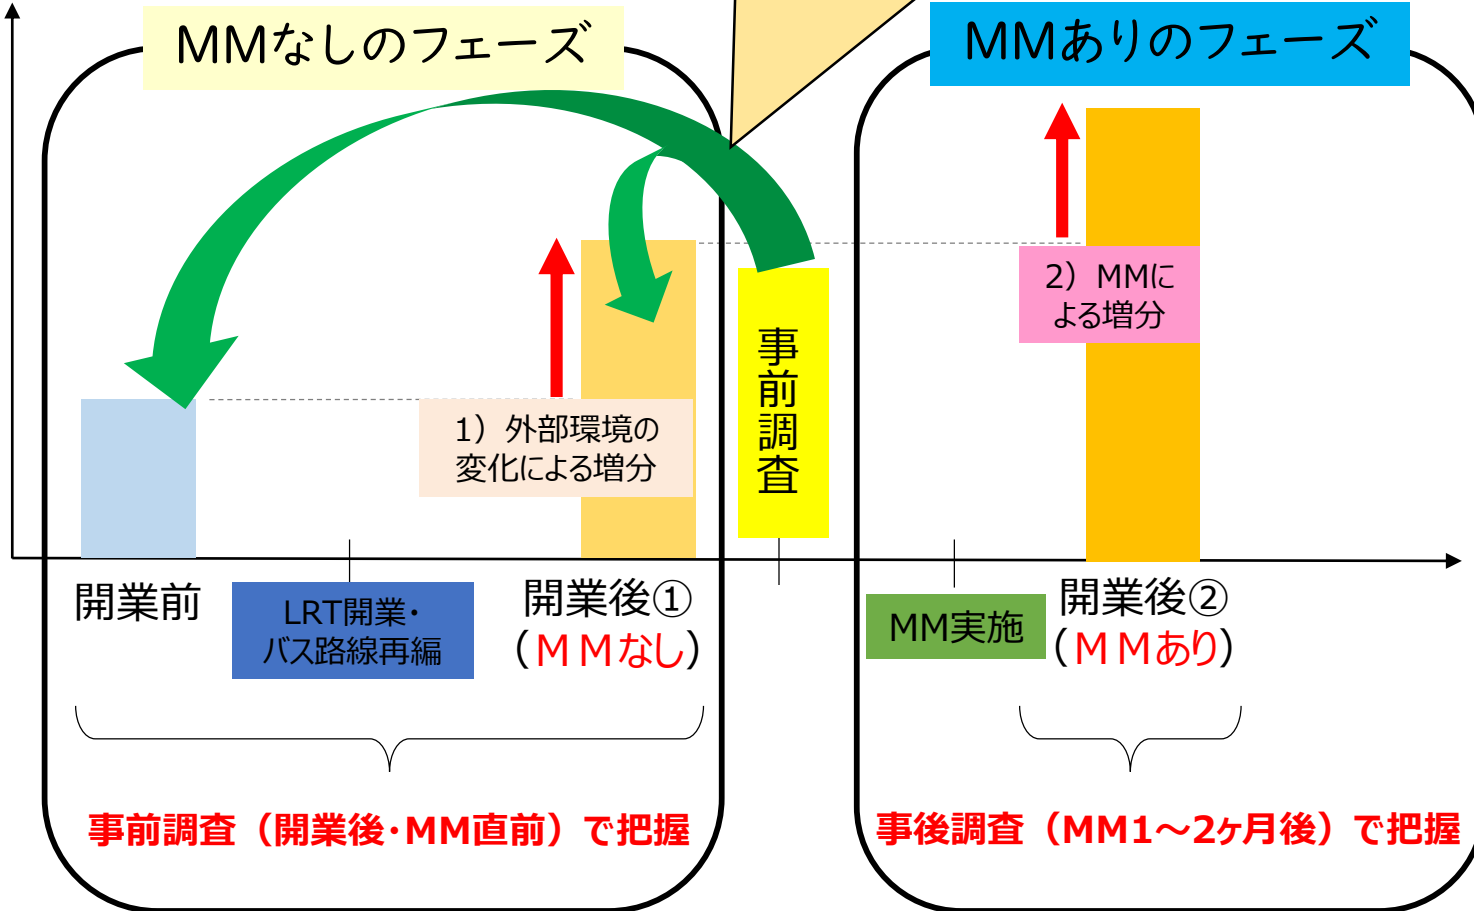 MMなしのフェーズ
MMありのフェーズ
1）外部環境の
変化による増分
事前調査
2）MMに
よる増分
開業前
LRT開業・
バス路線再編
開業後①
（ＭＭなし）
MM実施
開業後②
（ＭＭあり）
事前調査（開業後・MM直前）で把握
事後調査（MM1～2ヶ月後）で把握